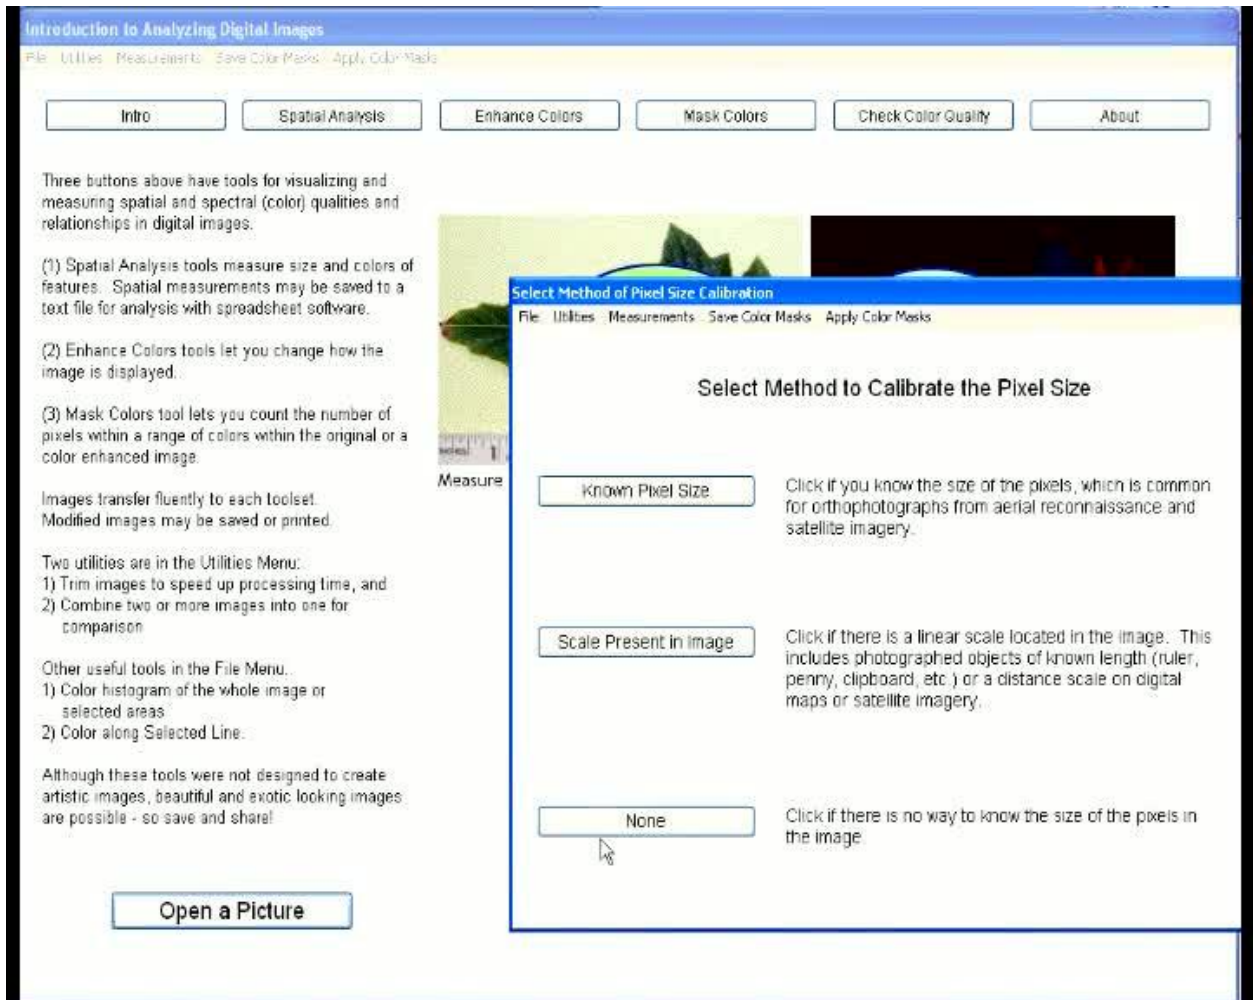 Introduction to Analyzing Digital Images
File Utilities Measurements Save Color Masks Apply Color Masks
Intro Spatial Analysis Enhance Colors Mask Colors Check Color Quality About
Three buttons above have tools for visualizing and
measuring spatial and spectral (color) qualities and
relationships in digital images.
(1) Spatial Analysis tools measure size and colors of
features. Spatial measurements may be saved to a
text file for analysis with spreadsheet software.
(2) Enhance Colors tools let you change how the
image is displayed.
(3) Mask Colors tool lets you count the number of
pixels within a range of colors within the original or a
color enhanced image.
Images transfer fluently to each toolset.
Modified images may be saved or printed.
Two utilities are in the Utilities Menu:
1) Trim images to speed up processing time, and
2) Combine two or more images into one for
comparison
Other useful tools in the File Menu.
1) Color histogram of the whole image or
selected areas
2) Color along Selected Line.
Although these tools were not designed to create
artistic images, beautiful and exotic looking images
are possible - so save and share!
Open a Picture
1
Measure
Select Method of Pixel Size Calibration
File Utilities Measurements Save Color Masks Apply Color Masks
Select Method to Calibrate the Pixel Size
Known Pixel Size
Click if you know the size of the pixels, which is common
for orthophotographs from aerial reconnaissance and
satellite imagery.
Scale Present in Image
Click if there is a linear scale located in the image. This
includes photographed objects of known length (ruler,
penny, clipboard, etc.) or a distance scale on digital
maps or satellite imagery.
None
Click if there is no way to know the size of the pixels in
the image.